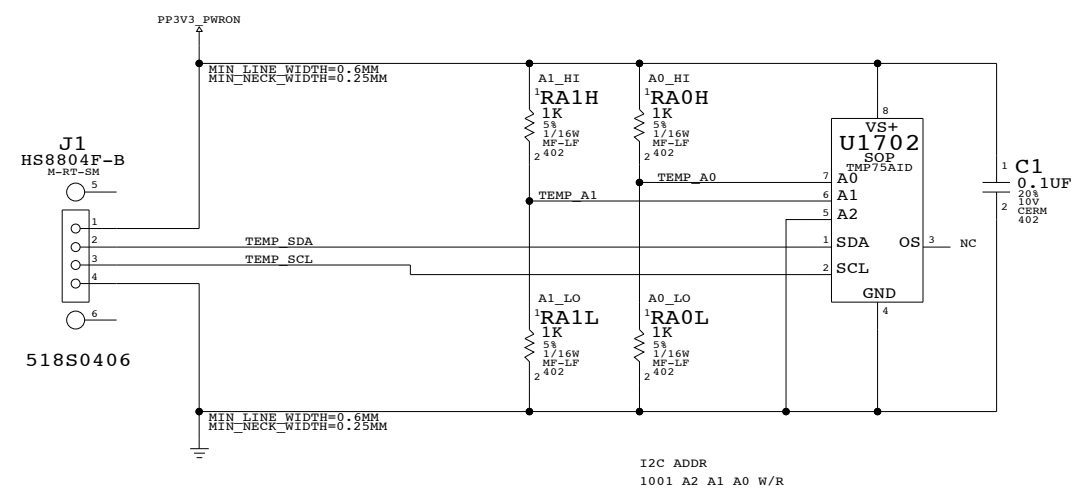 PP3V3_PWRON
MIN_LINE_WIDTH=0.6MM
MIN_NECK_WIDTH=0.25MM
J1
HS8804F-B
M-RT-SM
5
1
2
3
4
6
518S0406
TEMP_SDA
TEMP_SCL
A1_HI
1
RA1H
1K
5%
1/16W
MF-LF
402
2
A0_HI
1
RA0H
1K
5%
1/16W
MF-LF
402
2
TEMP_A0
TEMP_A1
A1_LO
1
RA1L
1K
5%
1/16W
MF-LF
402
2
A0_LO
1
RA0L
1K
5%
1/16W
MF-LF
402
2
8
VS+
U1702
SOP
TMP75AID
7 A0
6 A1
5 A2
1 SDA
OS 3 NC
2 SCL
GND
4
1
C1
0.1UF
20%
10V
CERM
402
2
MIN_LINE_WIDTH=0.6MM
MIN_NECK_WIDTH=0.25MM
I2C ADDR
1001 A2 A1 A0 W/R